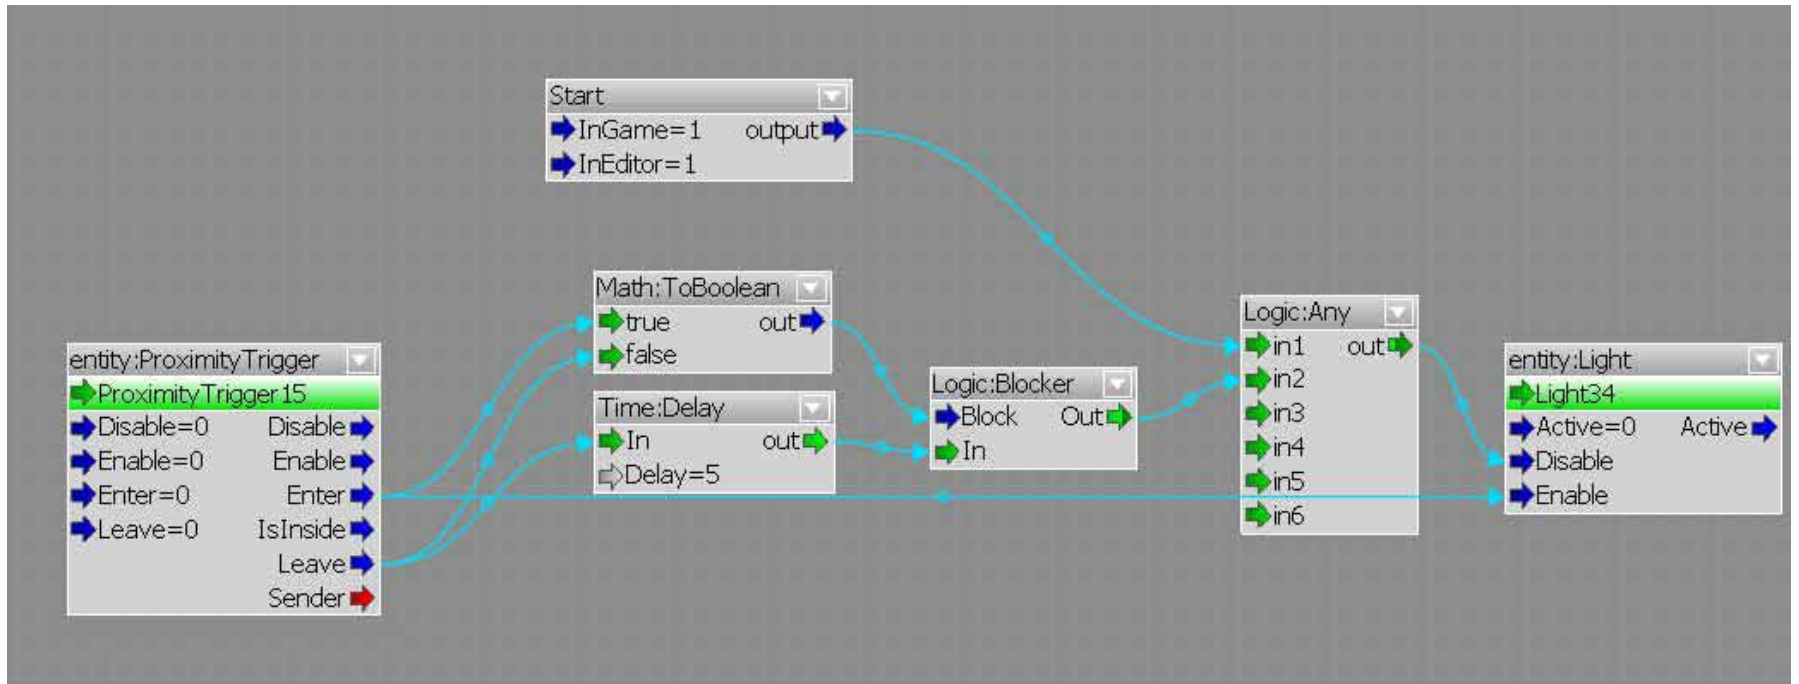 Start
InGame=1 output
InEditor=1
Math:ToBoolean
true out
false
entity:ProximityTrigger
ProximityTrigger15
Disable=0 Disable
Enable=0 Enable
Enter=0 Enter
Leave=0 IsInside
Leave
Sender
Time:Delay
In out
Delay=5
Logic:Blocker
Block Out
In
Logic:Any
in1 out
in2
in3
in4
in5
in6
entity:Light
Light34
Active=0 Active
Disable
Enable